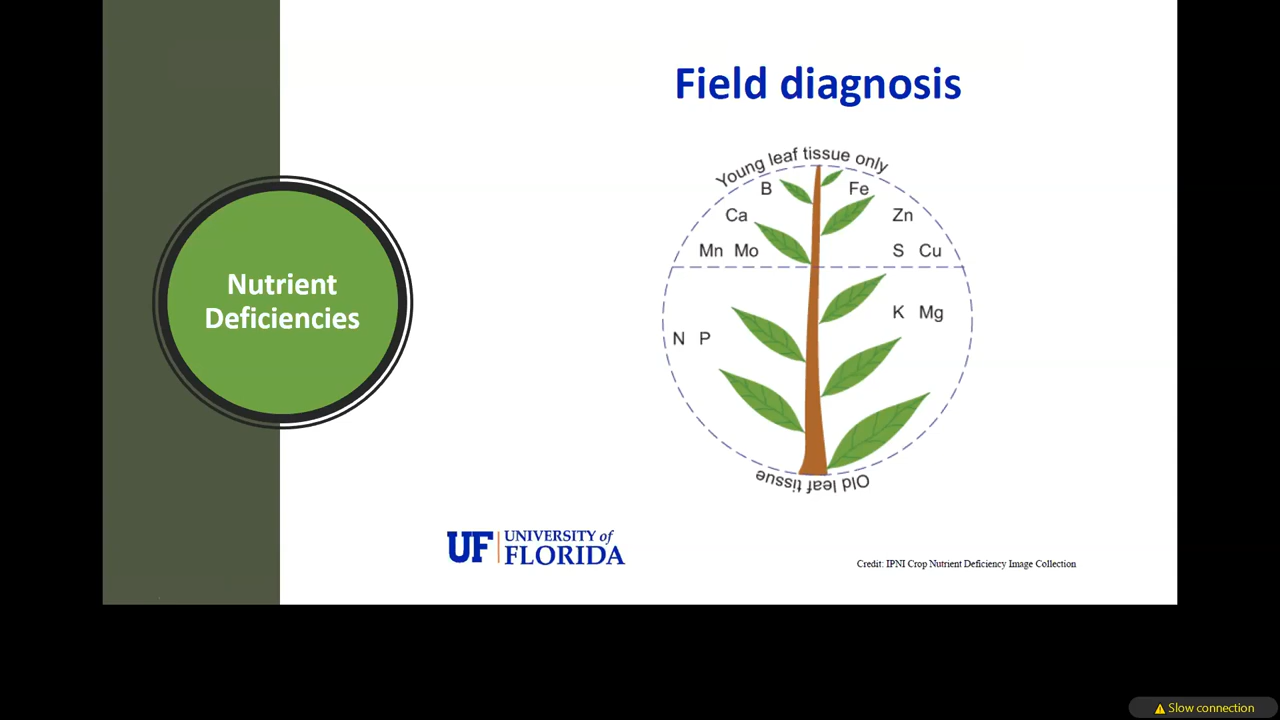 Field diagnosis
Nutrient
Deficiencies
Young leaf tissue only
B
Fe
Ca
Zn
Mn Mo
S Cu
K Mg
N P
Old leaf tissue
UF UNIVERSITY of
FLORIDA
Credit: IPNI Crop Nutrient Deficiency Image Collection
Slow connection